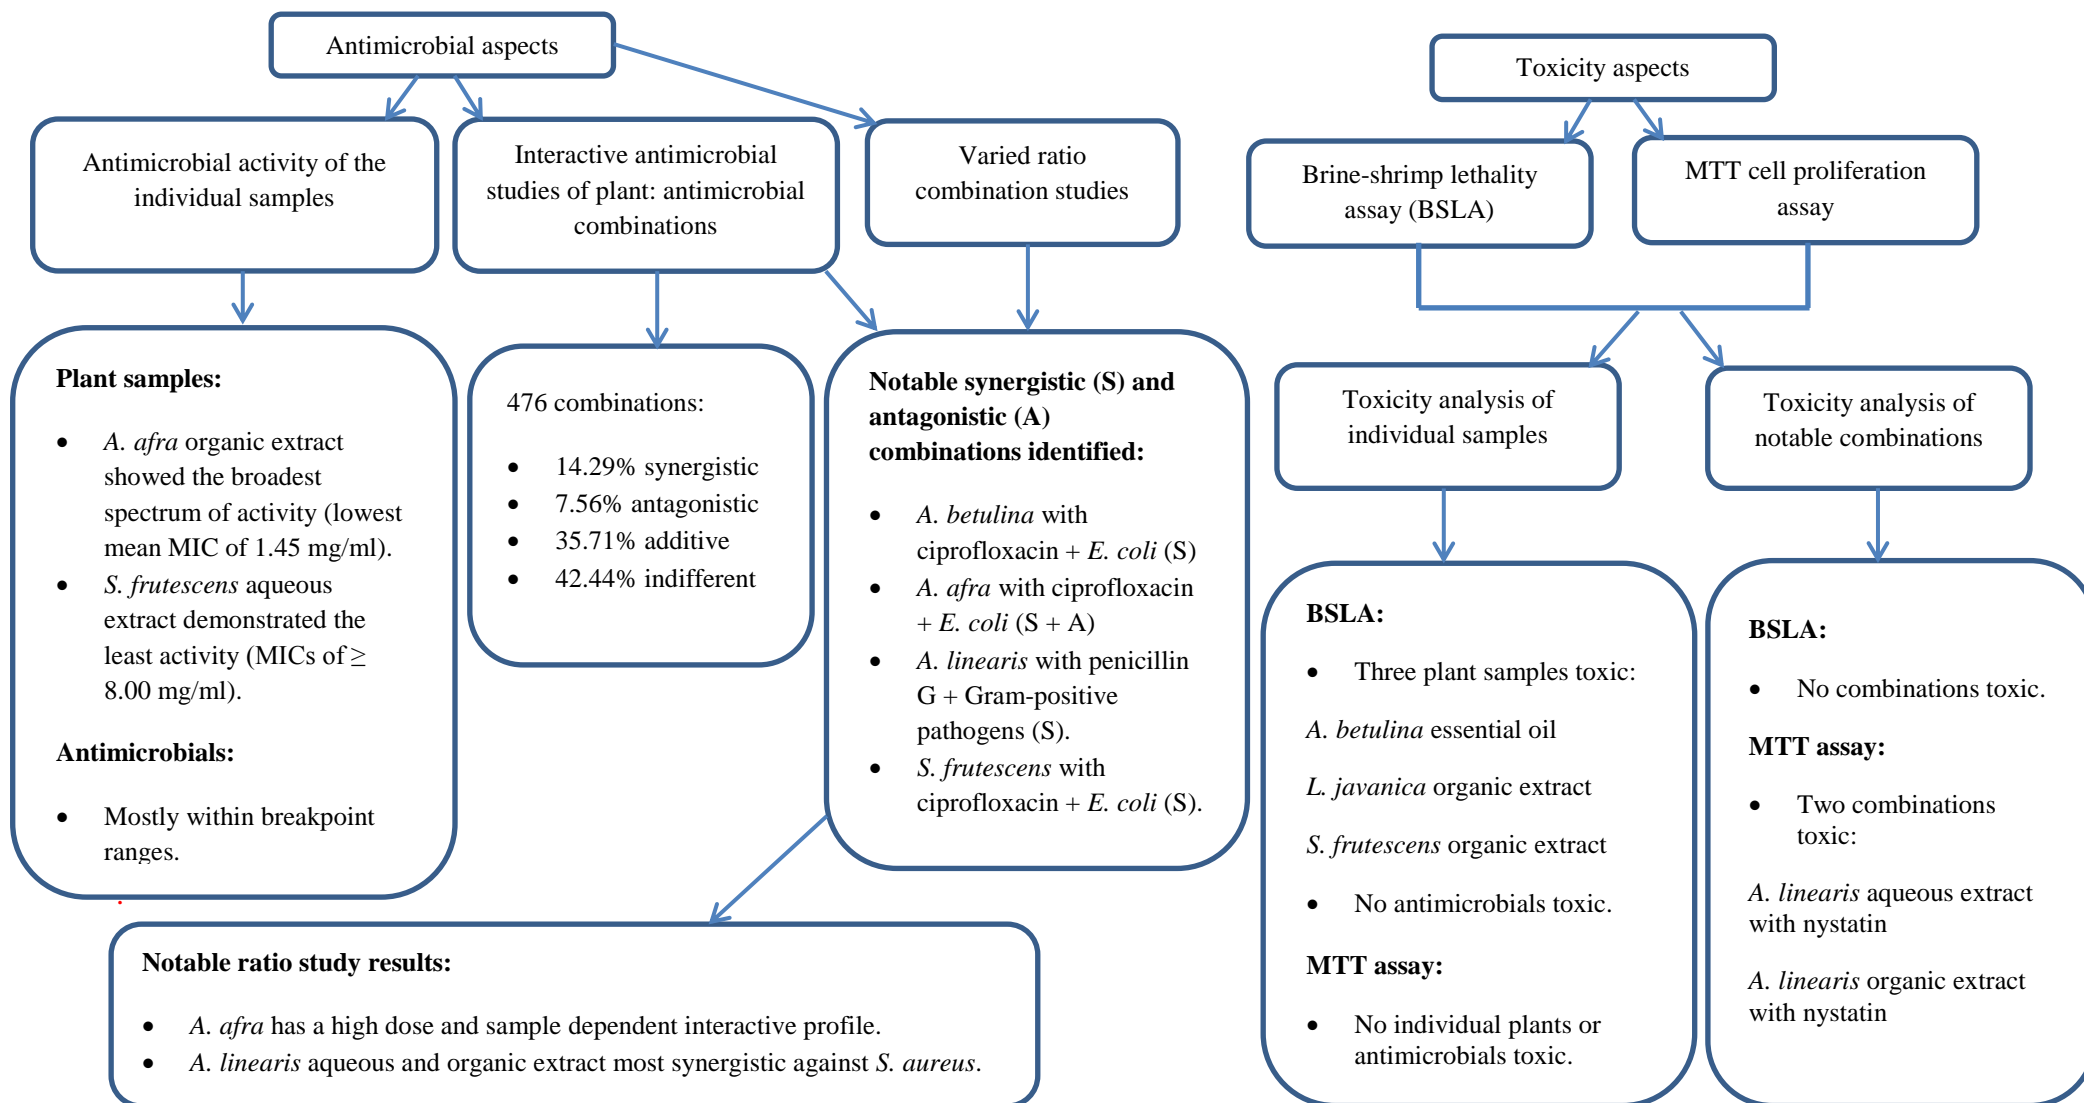 Antimicrobial aspects
Antimicrobial activity of the
individual samples
Interactive antimicrobial
studies of plant: antimicrobial
combinations
Varied ratio
combination studies
Plant samples:
• A. afra organic extract
showed the broadest
spectrum of activity (lowest
mean MIC of 1.45 mg/ml).
• S. frutescens aqueous
extract demonstrated the
least activity (MICs of ≥
8.00 mg/ml).
Antimicrobials:
• Mostly within breakpoint
ranges.
476 combinations:
• 14.29% synergistic
• 7.56% antagonistic
• 35.71% additive
• 42.44% indifferent
Notable synergistic (S) and
antagonistic (A)
combinations identified:
• A. betulina with
ciprofloxacin + E. coli (S)
• A. afra with ciprofloxacin
+ E. coli (S + A)
• A. linearis with penicillin
G + Gram-positive
pathogens (S).
• S. frutescens with
ciprofloxacin + E. coli (S).
Notable ratio study results:
• A. afra has a high dose and sample dependent interactive profile.
• A. linearis aqueous and organic extract most synergistic against S. aureus.
Toxicity aspects
Brine-shrimp lethality
assay (BSLA)
MTT cell proliferation
assay
Toxicity analysis of
individual samples
Toxicity analysis of
notable combinations
BSLA:
• Three plant samples toxic:
A. betulina essential oil
L. javanica organic extract
S. frutescens organic extract
• No antimicrobials toxic.
MTT assay:
• No individual plants or
antimicrobials toxic.
BSLA:
• No combinations toxic.
MTT assay:
• Two combinations
toxic:
A. linearis aqueous extract
with nystatin
A. linearis organic extract
with nystatin